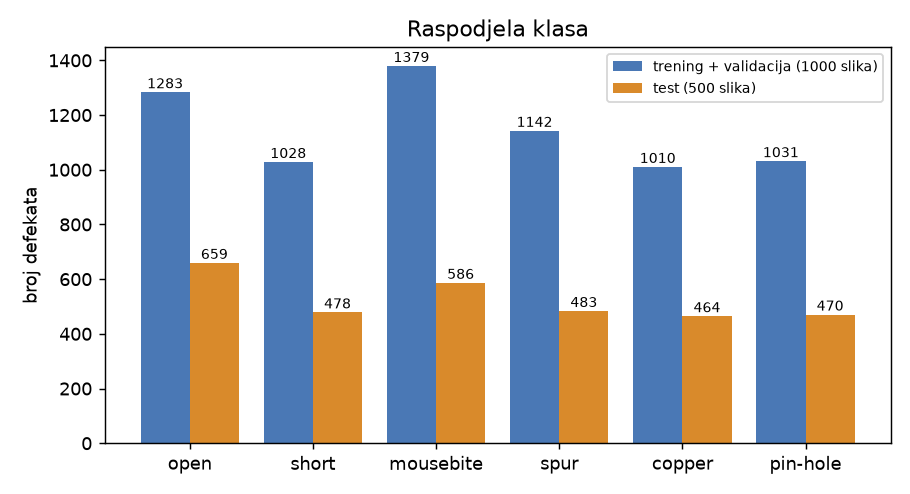 Raspodjela klasa
trening + validacija (1000 slika)
test (500 slika)
broj defekata
1400
1200
1000
800
600
400
200
0
1283
659
1028
478
1379
586
1142
483
1010
464
1031
470
open
short
mousebite
spur
copper
pin-hole